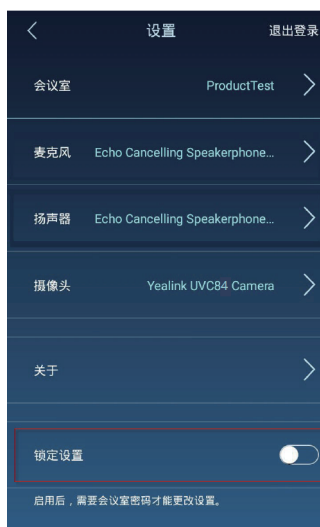 设置 退出登录
会议室 ProductTest
麦克风 Echo Cancelling Speakerphone...
扬声器 Echo Cancelling Speakerphone...
摄像头 Yealink UVC84 Camera
关于
锁定设置
启用后，需要会议室密码才能更改设置。